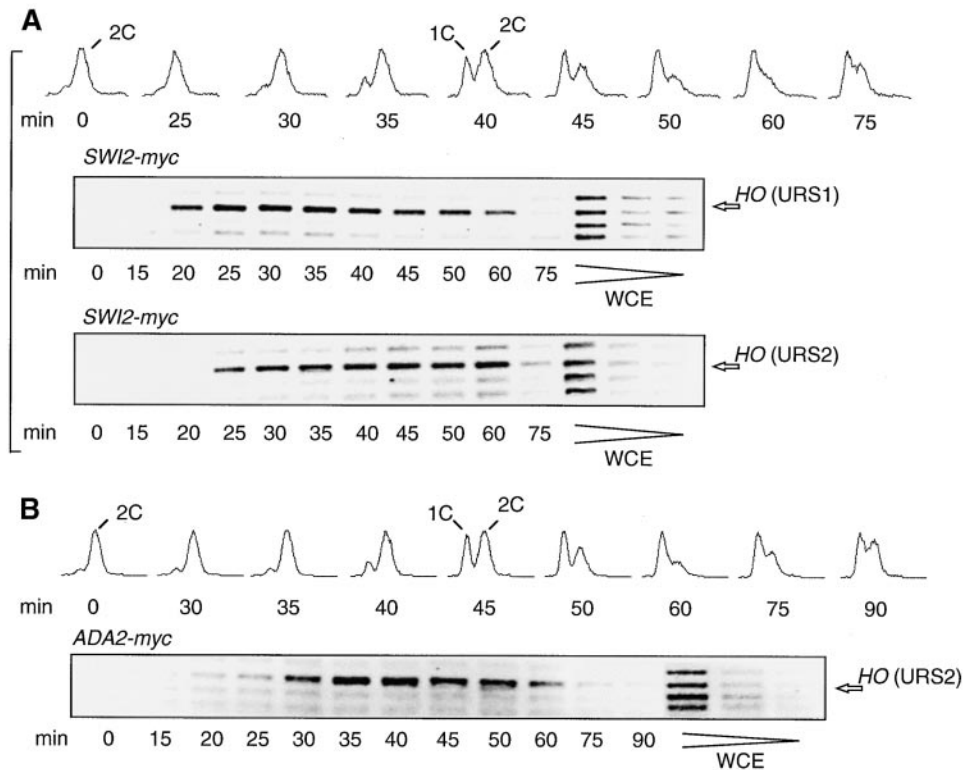 A
2C
1C
2C
min 0 25 30 35 40 45 50 60 75
SWI2-myc
HO (URS1)
min 0 15 20 25 30 35 40 45 50 60 75
WCE
SWI2-myc
HO (URS2)
min 0 15 20 25 30 35 40 45 50 60 75
WCE
B
2C
1C
2C
min 0 30 35 40 45 50 60 75 90
ADA2-myc
HO (URS2)
min 0 15 20 25 30 35 40 45 50 60 75 90
WCE